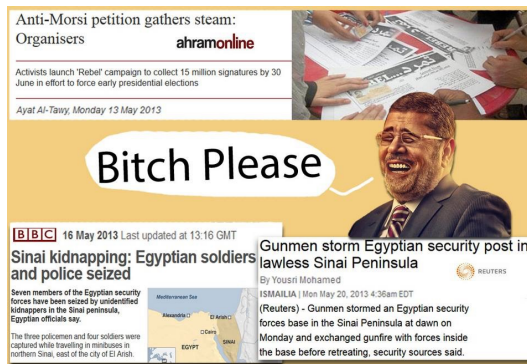 Anti-Morsi petition gathers steam:
Organisers
ahramonline
Activists launch 'Rebel' campaign to collect 15 million signatures by 30
June in effort to force early presidential elections
Ayat Al-Tawy, Monday 13 May 2013
Bitch Please
BBC 16 May 2013 Last updated at 13:16 GMT
Sinai kidnapping: Egyptian soldiers
and police seized
Seven members of the Egyptian security
forces have been seized by unidentified
kidnappers in the Sinai peninsula,
Egyptian officials say.
The three policemen and four soldiers were
captured while travelling in minibuses in
northern Sinai, east of the city of El Arish.
Mediterranean Sea
Alexandria
El Arish
Cairo
SINAI
EGYPT
Gunmen storm Egyptian security post in
lawless Sinai Peninsula
By Yousri Mohamed
REUTERS
ISMAILIA | Mon May 20, 2013 4:36am EDT
(Reuters) - Gunmen stormed an Egyptian security
forces base in the Sinai Peninsula at dawn on
Monday and exchanged gunfire with forces inside
the base before retreating, security sources said.